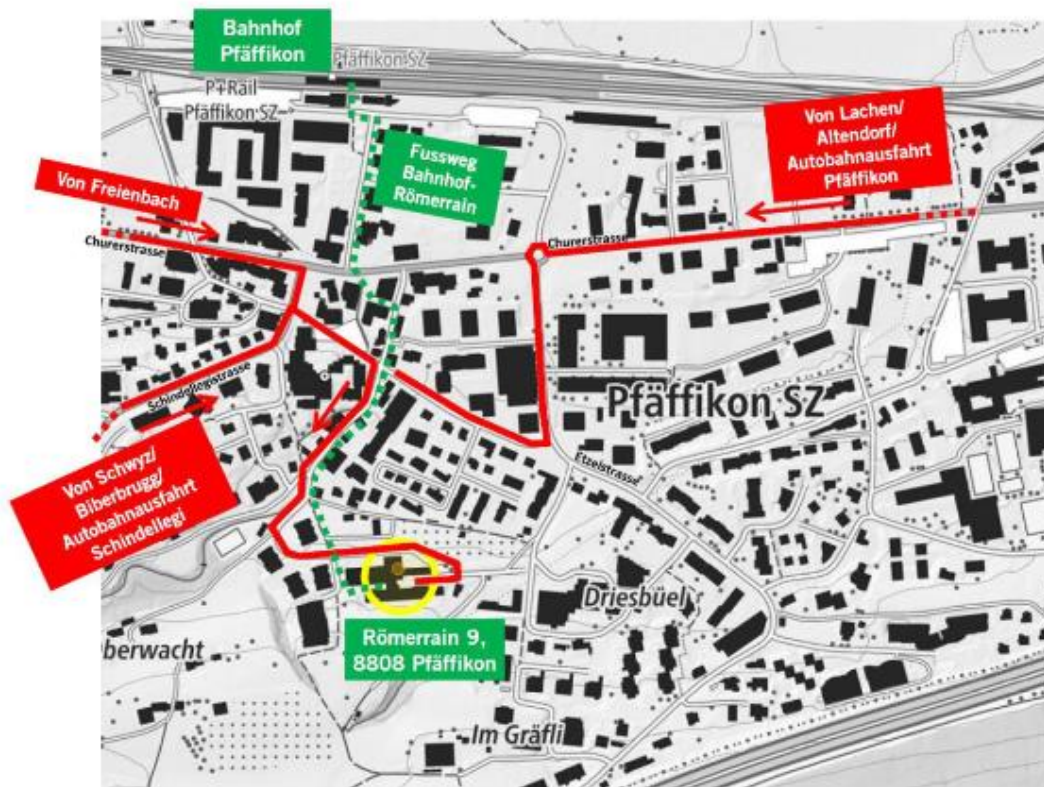 Bahnhof
Pfäffikon
Pfäffikon SZ
P+Rail
Pfäffikon SZ
Von Lachen/
Altendorf/
Autobahnausfahrt
Pfäffikon
Fussweg
Bahnhof-
Römerrain
Von Freienbach
Churerstrasse
Churerstrasse
Schindellegistrasse
Pfäffikon SZ
Etzelstrasse
Von Schwyz/
Biberbrugg/
Autobahnausfahrt
Schindellegi
Driesbüel
Römerrain 9,
8808 Pfäffikon
berwacht
Im Gräfli